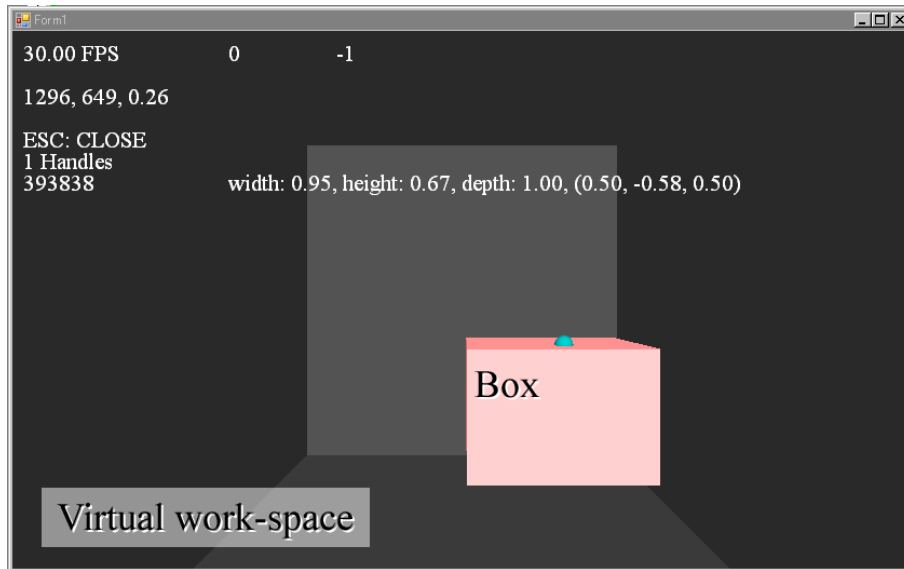 Form1
30.00 FPS 0 -1
1296, 649, 0.26
ESC: CLOSE
1 Handles
393838 width: 0.95, height: 0.67, depth: 1.00, (0.50, -0.58, 0.50)
Box
Virtual work-space